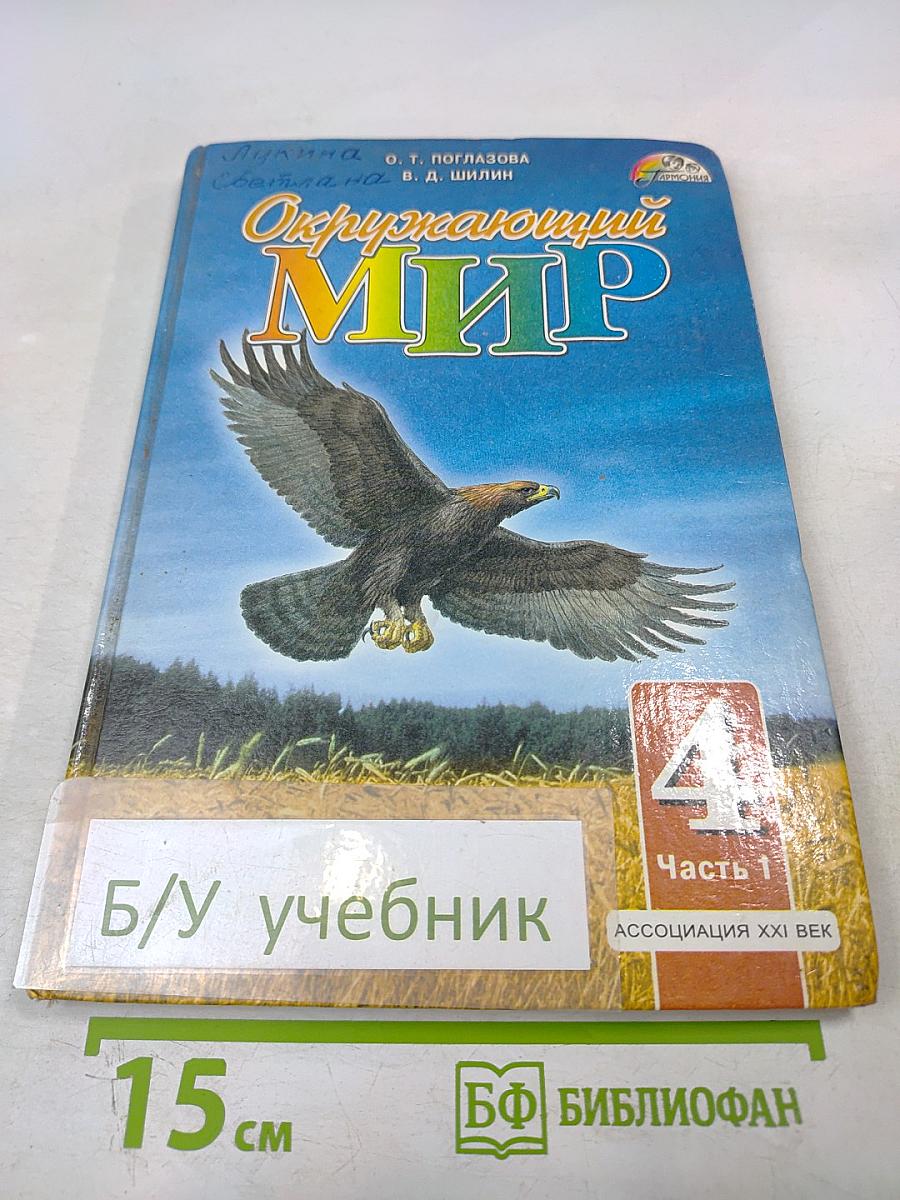 Лукина
Светлана
О. Т. ПОГЛАЗОВА
В. Д. ШИЛИН
ГАРМОНИЯ
Окружающий
МИР
4
Часть 1
АССОЦИАЦИЯ XXI ВЕК
Б/У учебник
15 см
БФ БИБЛИОФАН